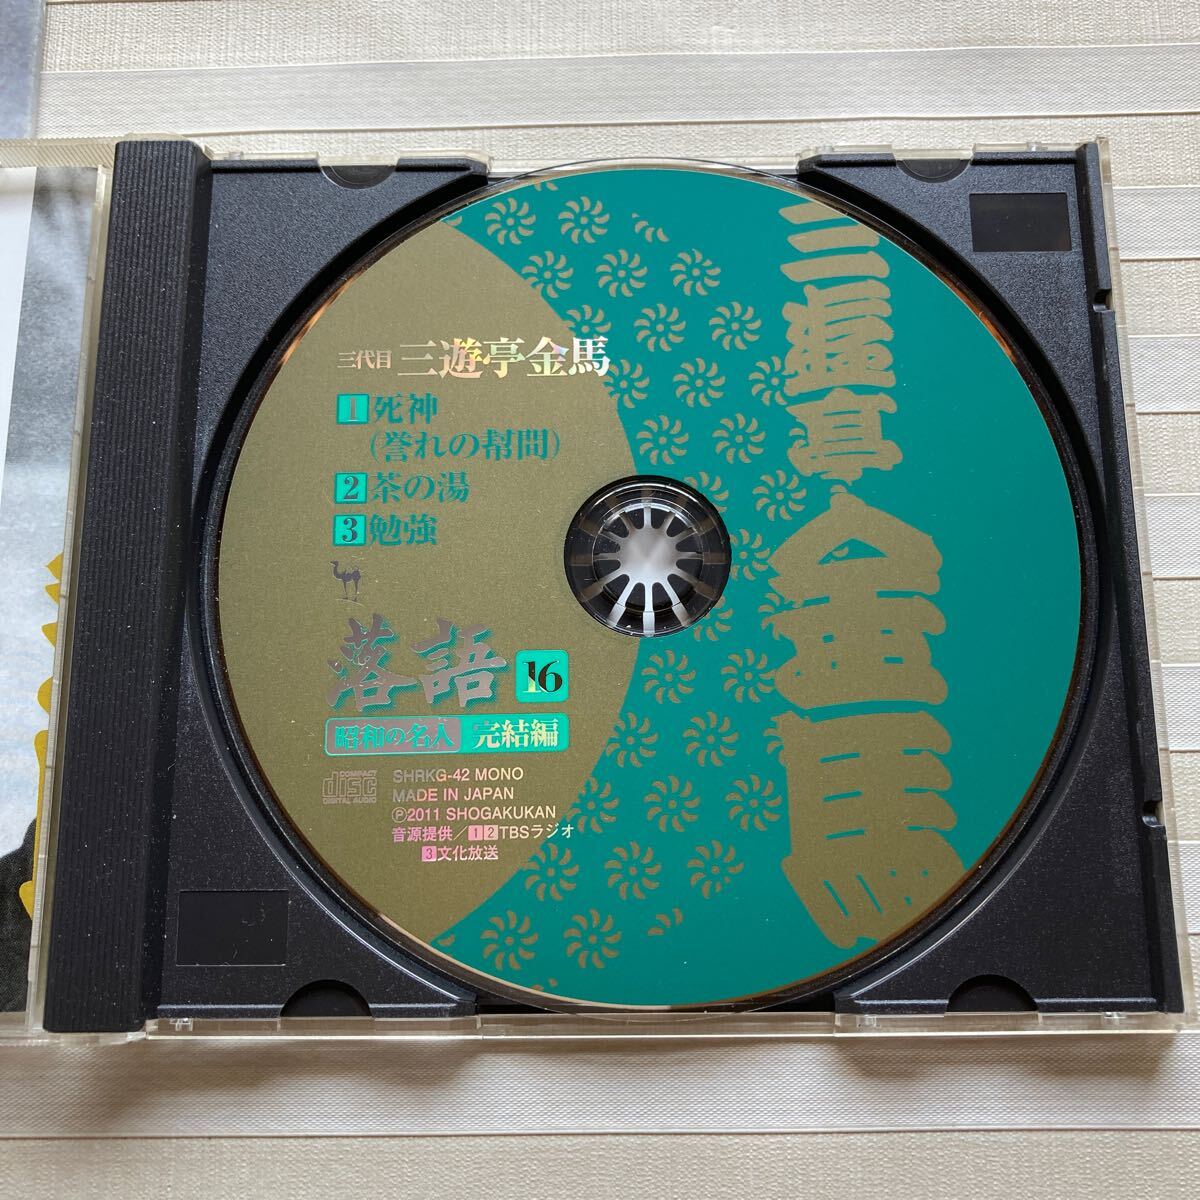 三代目 三遊亭金馬
1 死神
(誉れの幇間)
2 茶の湯
3 勉強
落語 16
昭和の名人 完結編
COMPACT
disc
DIGITAL AUDIO
SHRKG-42 MONO
MADE IN JAPAN
Ⓟ2011 SHOGAKUKAN
音源提供/12TBSラジオ
3文化放送
三遊亭金馬